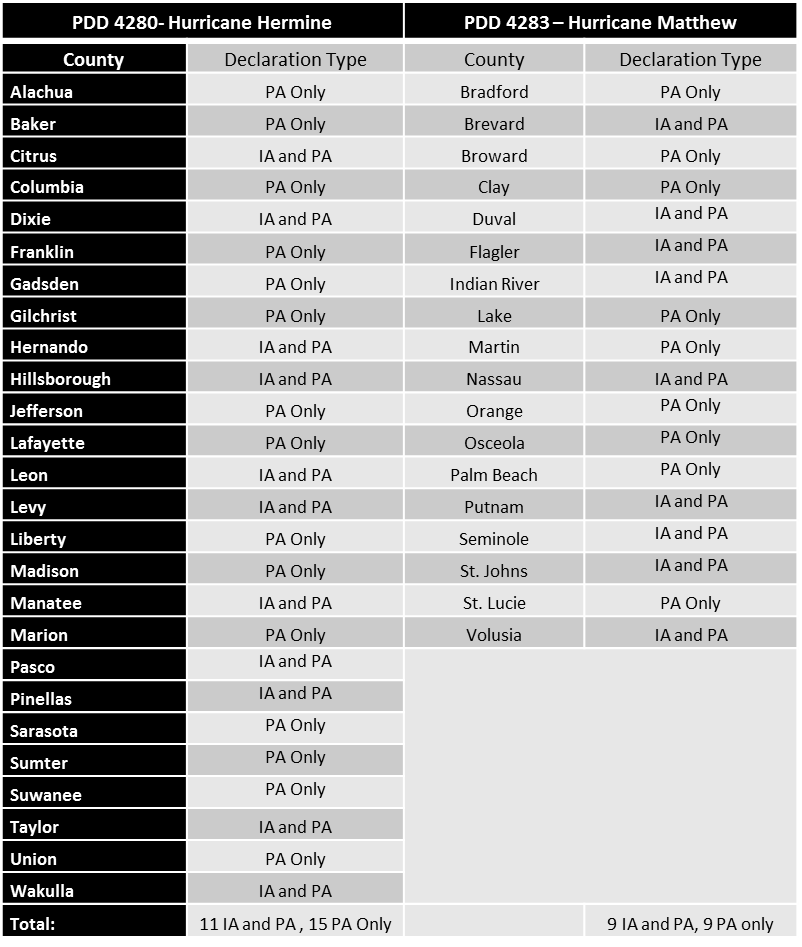 PDD 4280- Hurricane Hermine PDD 4283 – Hurricane Matthew
County Declaration Type County Declaration Type
Alachua PA Only Bradford PA Only
Baker PA Only Brevard IA and PA
Citrus IA and PA Broward PA Only
Columbia PA Only Clay PA Only
Dixie IA and PA Duval IA and PA
Franklin PA Only Flagler IA and PA
Gadsden PA Only Indian River IA and PA
Gilchrist PA Only Lake PA Only
Hernando IA and PA Martin PA Only
Hillsborough IA and PA Nassau IA and PA
Jefferson PA Only Orange PA Only
Lafayette PA Only Osceola PA Only
Leon IA and PA Palm Beach PA Only
Levy IA and PA Putnam IA and PA
Liberty PA Only Seminole IA and PA
Madison PA Only St. Johns IA and PA
Manatee IA and PA St. Lucie PA Only
Marion PA Only Volusia IA and PA
Pasco IA and PA
Pinellas IA and PA
Sarasota PA Only
Sumter PA Only
Suwanee PA Only
Taylor IA and PA
Union PA Only
Wakulla IA and PA
Total: 11 IA and PA , 15 PA Only 9 IA and PA, 9 PA only